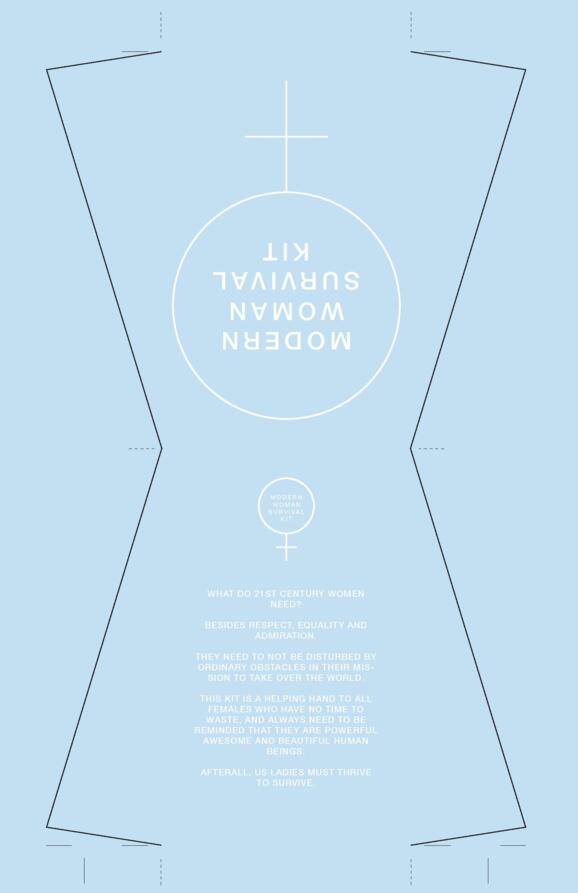 MODERN
WOMAN
SURVIVAL
KIT
MODERN
WOMAN
SURVIVAL
KIT
WHAT DO 21ST CENTURY WOMEN
NEED?
BESIDES RESPECT, EQUALITY AND
ADMIRATION.
THEY NEED TO NOT BE DISTURBED BY
ORDINARY OBSTACLES IN THEIR MIS-
SION TO TAKE OVER THE WORLD.
THIS KIT IS A HELPING HAND TO ALL
FEMALES WHO HAVE NO TIME TO
WASTE, AND ALWAYS NEED TO BE
REMINDED THAT THEY ARE POWERFUL
AWESOME AND BEAUTIFUL HUMAN
BEINGS.
AFTERALL, US LADIES MUST THRIVE
TO SURVIVE.